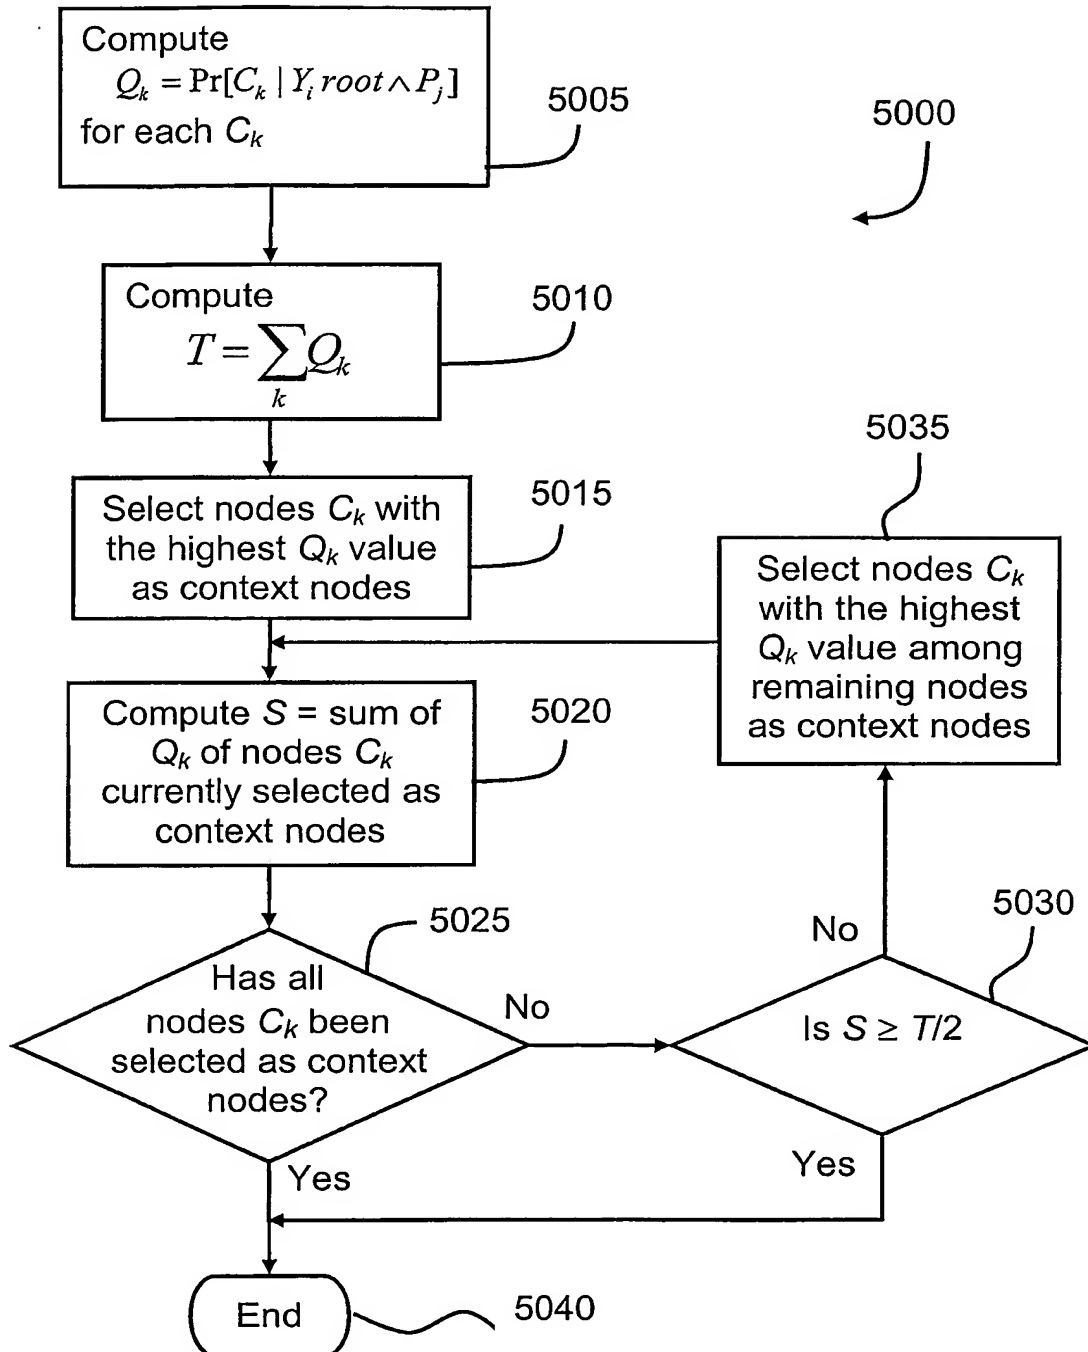 Compute
Q_k = Pr[C_k | Y_i root ∧ P_j]
for each C_k
5005
5000
Compute
T = ∑_k Q_k
5010
Select nodes C_k with
the highest Q_k value
as context nodes
5015
5035
Select nodes C_k
with the highest
Q_k value among
remaining nodes
as context nodes
Compute S = sum of
Q_k of nodes C_k
currently selected as
context nodes
5020
5025
Has all
nodes C_k been
selected as context
nodes?
No
5030
No
Is S ≥ T/2
Yes
Yes
End
5040